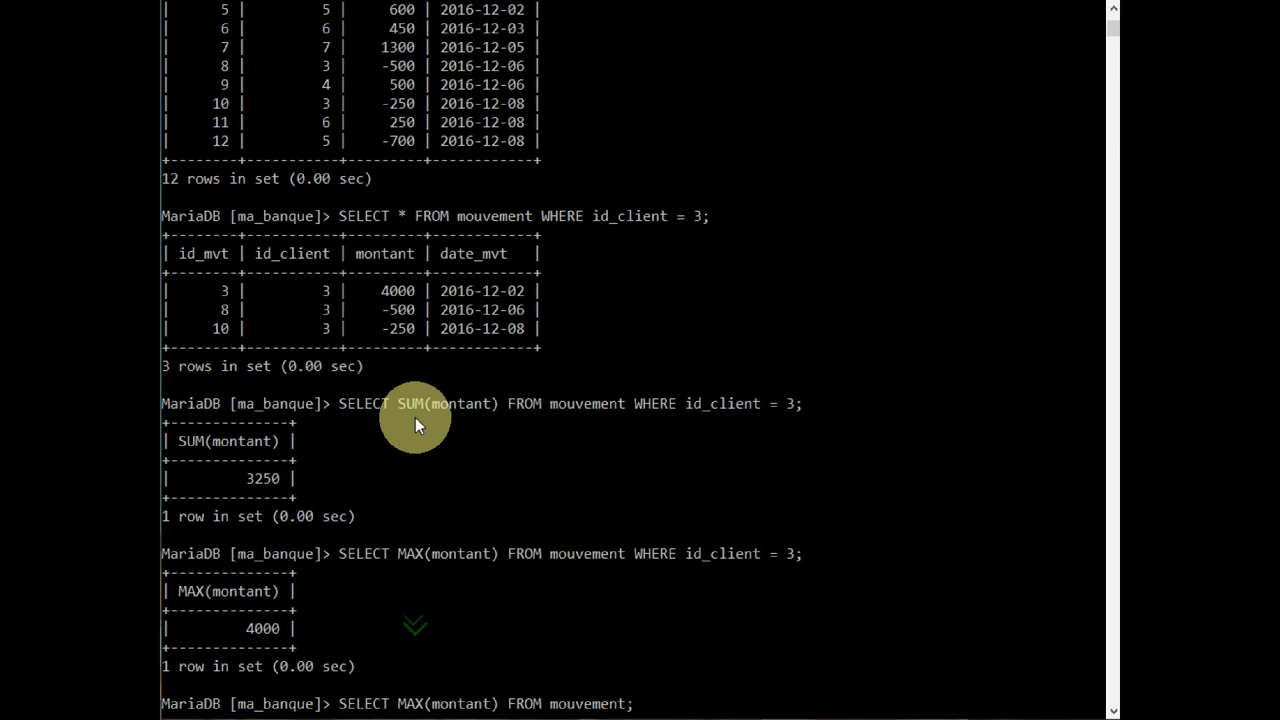 |      5 |         5 |     600 | 2016-12-02 |
|      6 |         6 |     450 | 2016-12-03 |
|      7 |         7 |    1300 | 2016-12-05 |
|      8 |         3 |    -500 | 2016-12-06 |
|      9 |         4 |     500 | 2016-12-06 |
|     10 |         3 |    -250 | 2016-12-08 |
|     11 |         6 |     250 | 2016-12-08 |
|     12 |         5 |    -700 | 2016-12-08 |
+--------+-----------+---------+------------+
12 rows in set (0.00 sec)
MariaDB [ma_banque]> SELECT * FROM mouvement WHERE id_client = 3;
+--------+-----------+---------+------------+
| id_mvt | id_client | montant | date_mvt   |
+--------+-----------+---------+------------+
|      3 |         3 |    4000 | 2016-12-02 |
|      8 |         3 |    -500 | 2016-12-06 |
|     10 |         3 |    -250 | 2016-12-08 |
+--------+-----------+---------+------------+
3 rows in set (0.00 sec)
MariaDB [ma_banque]> SELECT SUM(montant) FROM mouvement WHERE id_client = 3;
+--------------+
| SUM(montant) |
+--------------+
|         3250 |
+--------------+
1 row in set (0.00 sec)
MariaDB [ma_banque]> SELECT MAX(montant) FROM mouvement WHERE id_client = 3;
+--------------+
| MAX(montant) |
+--------------+
|         4000 |
+--------------+
1 row in set (0.00 sec)
MariaDB [ma_banque]> SELECT MAX(montant) FROM mouvement;